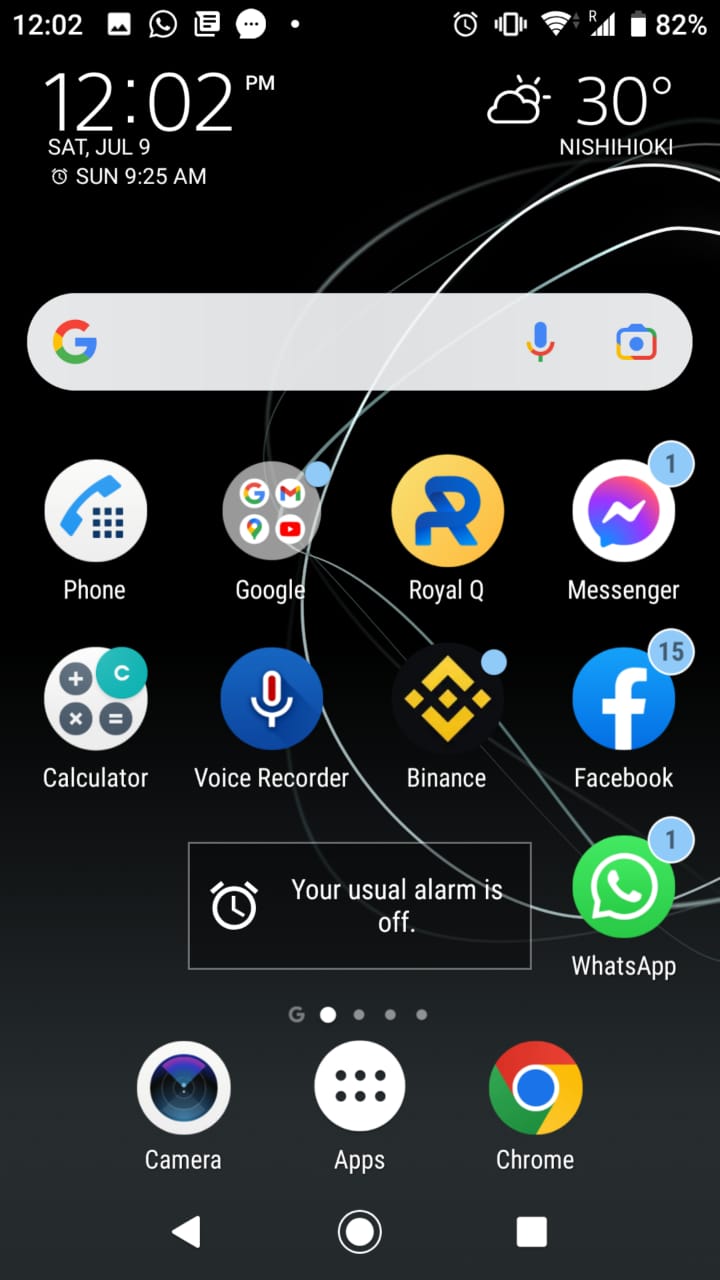 12:02
R
82%
12:02 PM
30°
SAT, JUL 9
NISHIHIOKI
SUN 9:25 AM
1
Phone
Google
Royal Q
Messenger
C
15
Calculator
Voice Recorder
Binance
Facebook
1
Your usual alarm is
off.
WhatsApp
G
Camera
Apps
Chrome